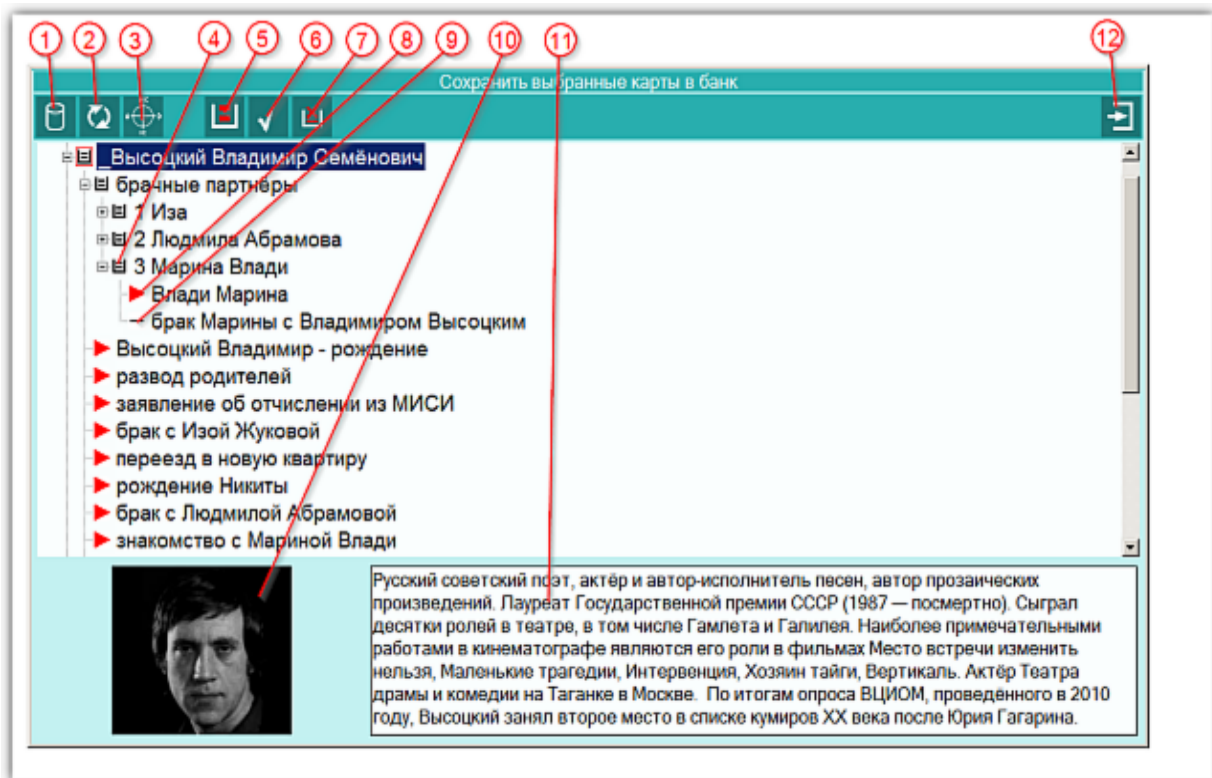 1 2 3 4 5 6 7 8 9 10 11 12
Сохранить выбранные карты в банк
_Высоцкий Владимир Семёнович
брачные партнёры
1 Иза
2 Людмила Абрамова
3 Марина Влади
Влади Марина
брак Марины с Владимиром Высоцким
Высоцкий Владимир - рождение
развод родителей
заявление об отчислении из МИСИ
брак с Изой Жуковой
переезд в новую квартиру
рождение Никиты
брак с Людмилой Абрамовой
знакомство с Мариной Влади
Русский советский поэт, актёр и автор-исполнитель песен, автор прозаических
произведений. Лауреат Государственной премии СССР (1987 — посмертно). Сыграл
десятки ролей в театре, в том числе Гамлета и Галилея. Наиболее примечательными
работами в кинематографе являются его роли в фильмах Место встречи изменить
нельзя, Маленькие трагедии, Интервенция, Хозяин тайги, Вертикаль. Актёр Театра
драмы и комедии на Таганке в Москве. По итогам опроса ВЦИОМ, проведённого в 2010
году, Высоцкий занял второе место в списке кумиров XX века после Юрия Гагарина.